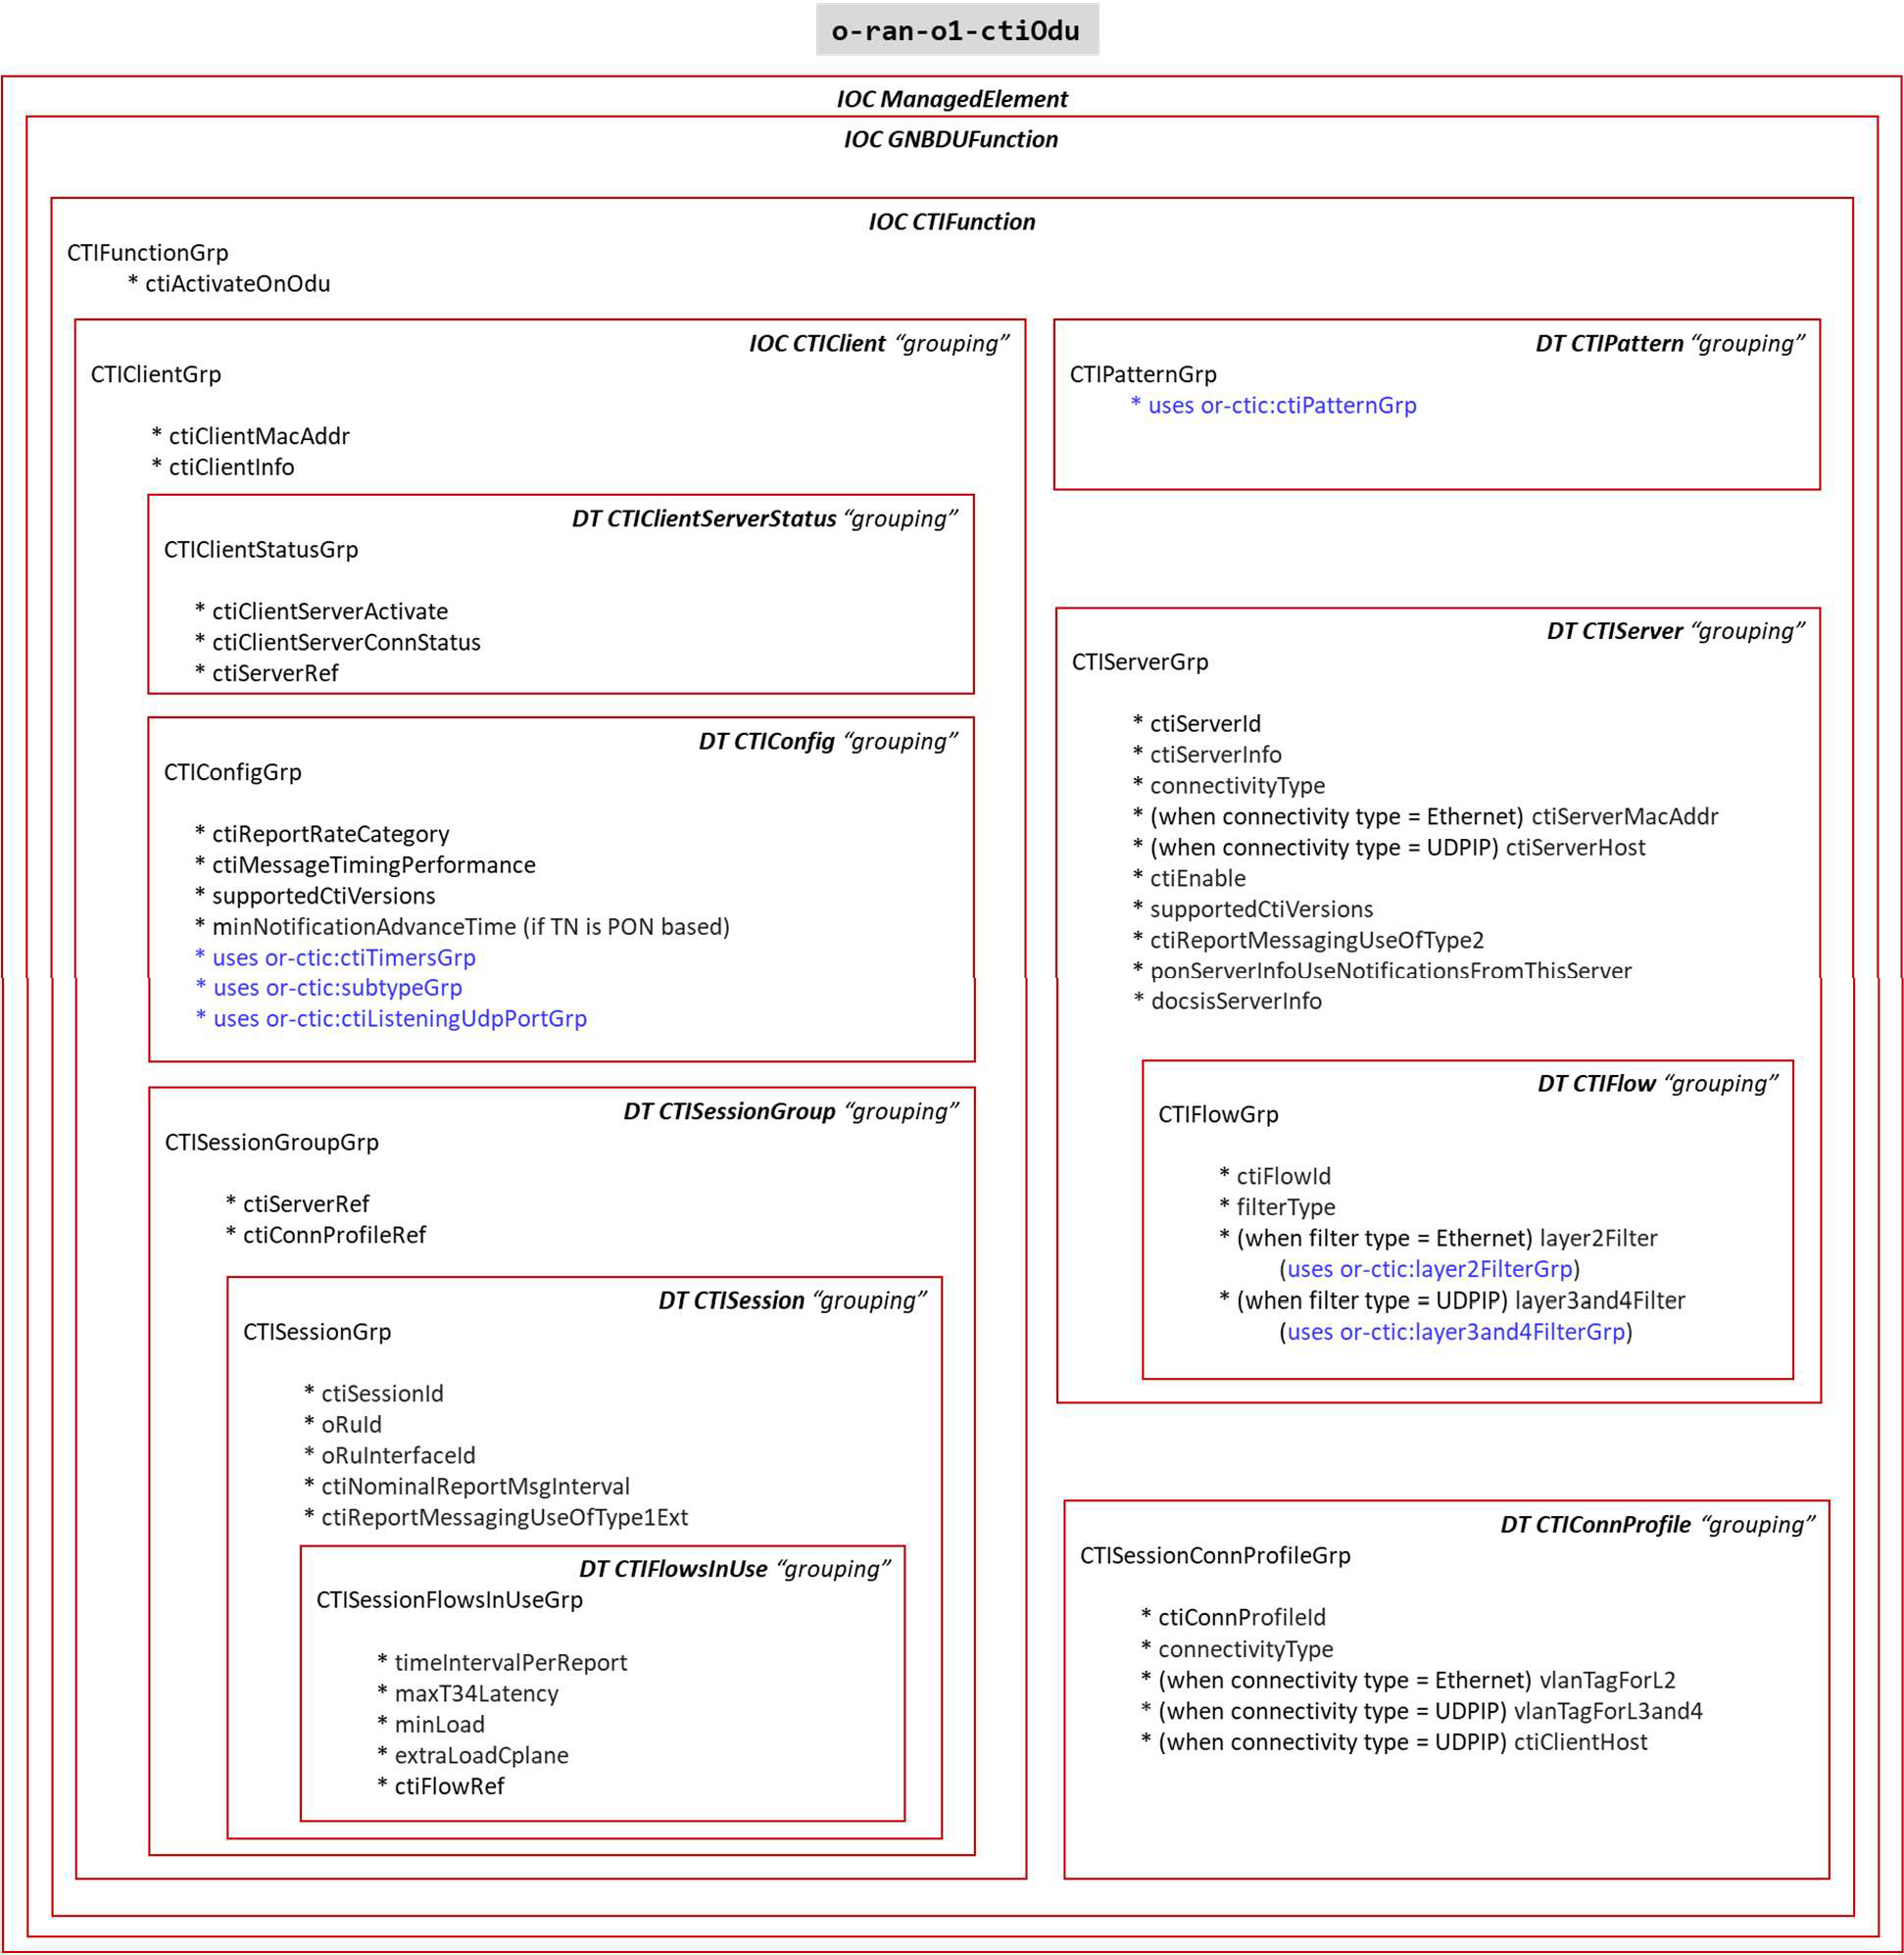 o-ran-o1-ctiOdu
IOC ManagedElement
IOC GNBDUFunction
IOC CTIFunction
CTIFunctionGrp
* ctiActivateOnOdu
IOC CTIClient “grouping”
CTIClientGrp
* ctiClientMacAddr
* ctiClientInfo
DT CTIClientServerStatus “grouping”
CTIClientStatusGrp
* ctiClientServerActivate
* ctiClientServerConnStatus
* ctiServerRef
DT CTIConfig “grouping”
CTIConfigGrp
* ctiReportRateCategory
* ctiMessageTimingPerformance
* supportedCtiVersions
* minNotificationAdvanceTime (if TN is PON based)
* uses or-ctic:ctiTimersGrp
* uses or-ctic:subtypeGrp
* uses or-ctic:ctiListeningUdpPortGrp
DT CTISessionGroup “grouping”
CTISessionGroupGrp
* ctiServerRef
* ctiConnProfileRef
DT CTISession “grouping”
CTISessionGrp
* ctiSessionId
* oRuId
* oRuInterfaceId
* ctiNominalReportMsgInterval
* ctiReportMessagingUseOfType1Ext
DT CTIFlowsInUse “grouping”
CTISessionFlowsInUseGrp
* timeIntervalPerReport
* maxT34Latency
* minLoad
* extraLoadCplane
* ctiFlowRef
DT CTIPattern “grouping”
CTIPatternGrp
* uses or-ctic:ctiPatternGrp
DT CTIServer “grouping”
CTIServerGrp
* ctiServerId
* ctiServerInfo
* connectivityType
* (when connectivity type = Ethernet) ctiServerMacAddr
* (when connectivity type = UDPIP) ctiServerHost
* ctiEnable
* supportedCtiVersions
* ctiReportMessagingUseOfType2
* ponServerInfoUseNotificationsFromThisServer
* docsisServerInfo
DT CTIFlow “grouping”
CTIFlowGrp
* ctiFlowId
* filterType
* (when filter type = Ethernet) layer2Filter
(uses or-ctic:layer2FilterGrp)
* (when filter type = UDPIP) layer3and4Filter
(uses or-ctic:layer3and4FilterGrp)
DT CTIConnProfile “grouping”
CTISessionConnProfileGrp
* ctiConnProfileId
* connectivityType
* (when connectivity type = Ethernet) vlanTagForL2
* (when connectivity type = UDPIP) vlanTagForL3and4
* (when connectivity type = UDPIP) ctiClientHost